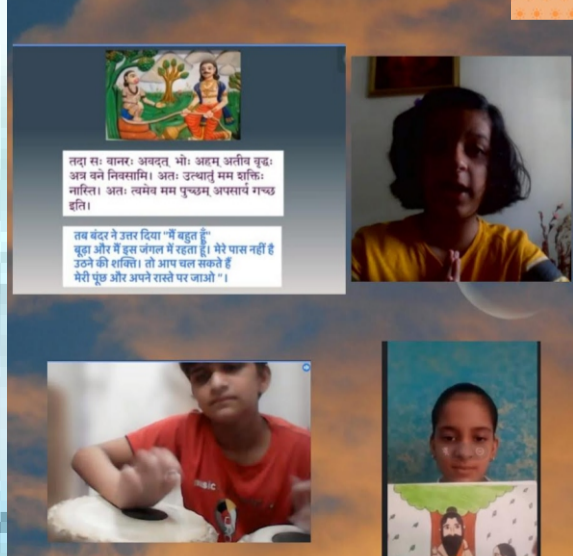 तदा सः वानरः अवदत् भोः अहम् अतीव वृद्धः
अत्र वने निवसामि। अतः उत्थातुं मम शक्तिः
नास्ति। अतः त्वमेव मम पुच्छम् अपसार्य गच्छ
इति।
तब बंदर ने उत्तर दिया "मैं बहुत हूँ"
बूढ़ा और मैं इस जंगल में रहता हूँ। मेरे पास नहीं है
उठने की शक्ति। तो आप चल सकते हैं
मेरी पूंछ और अपने रास्ते पर जाओ "।